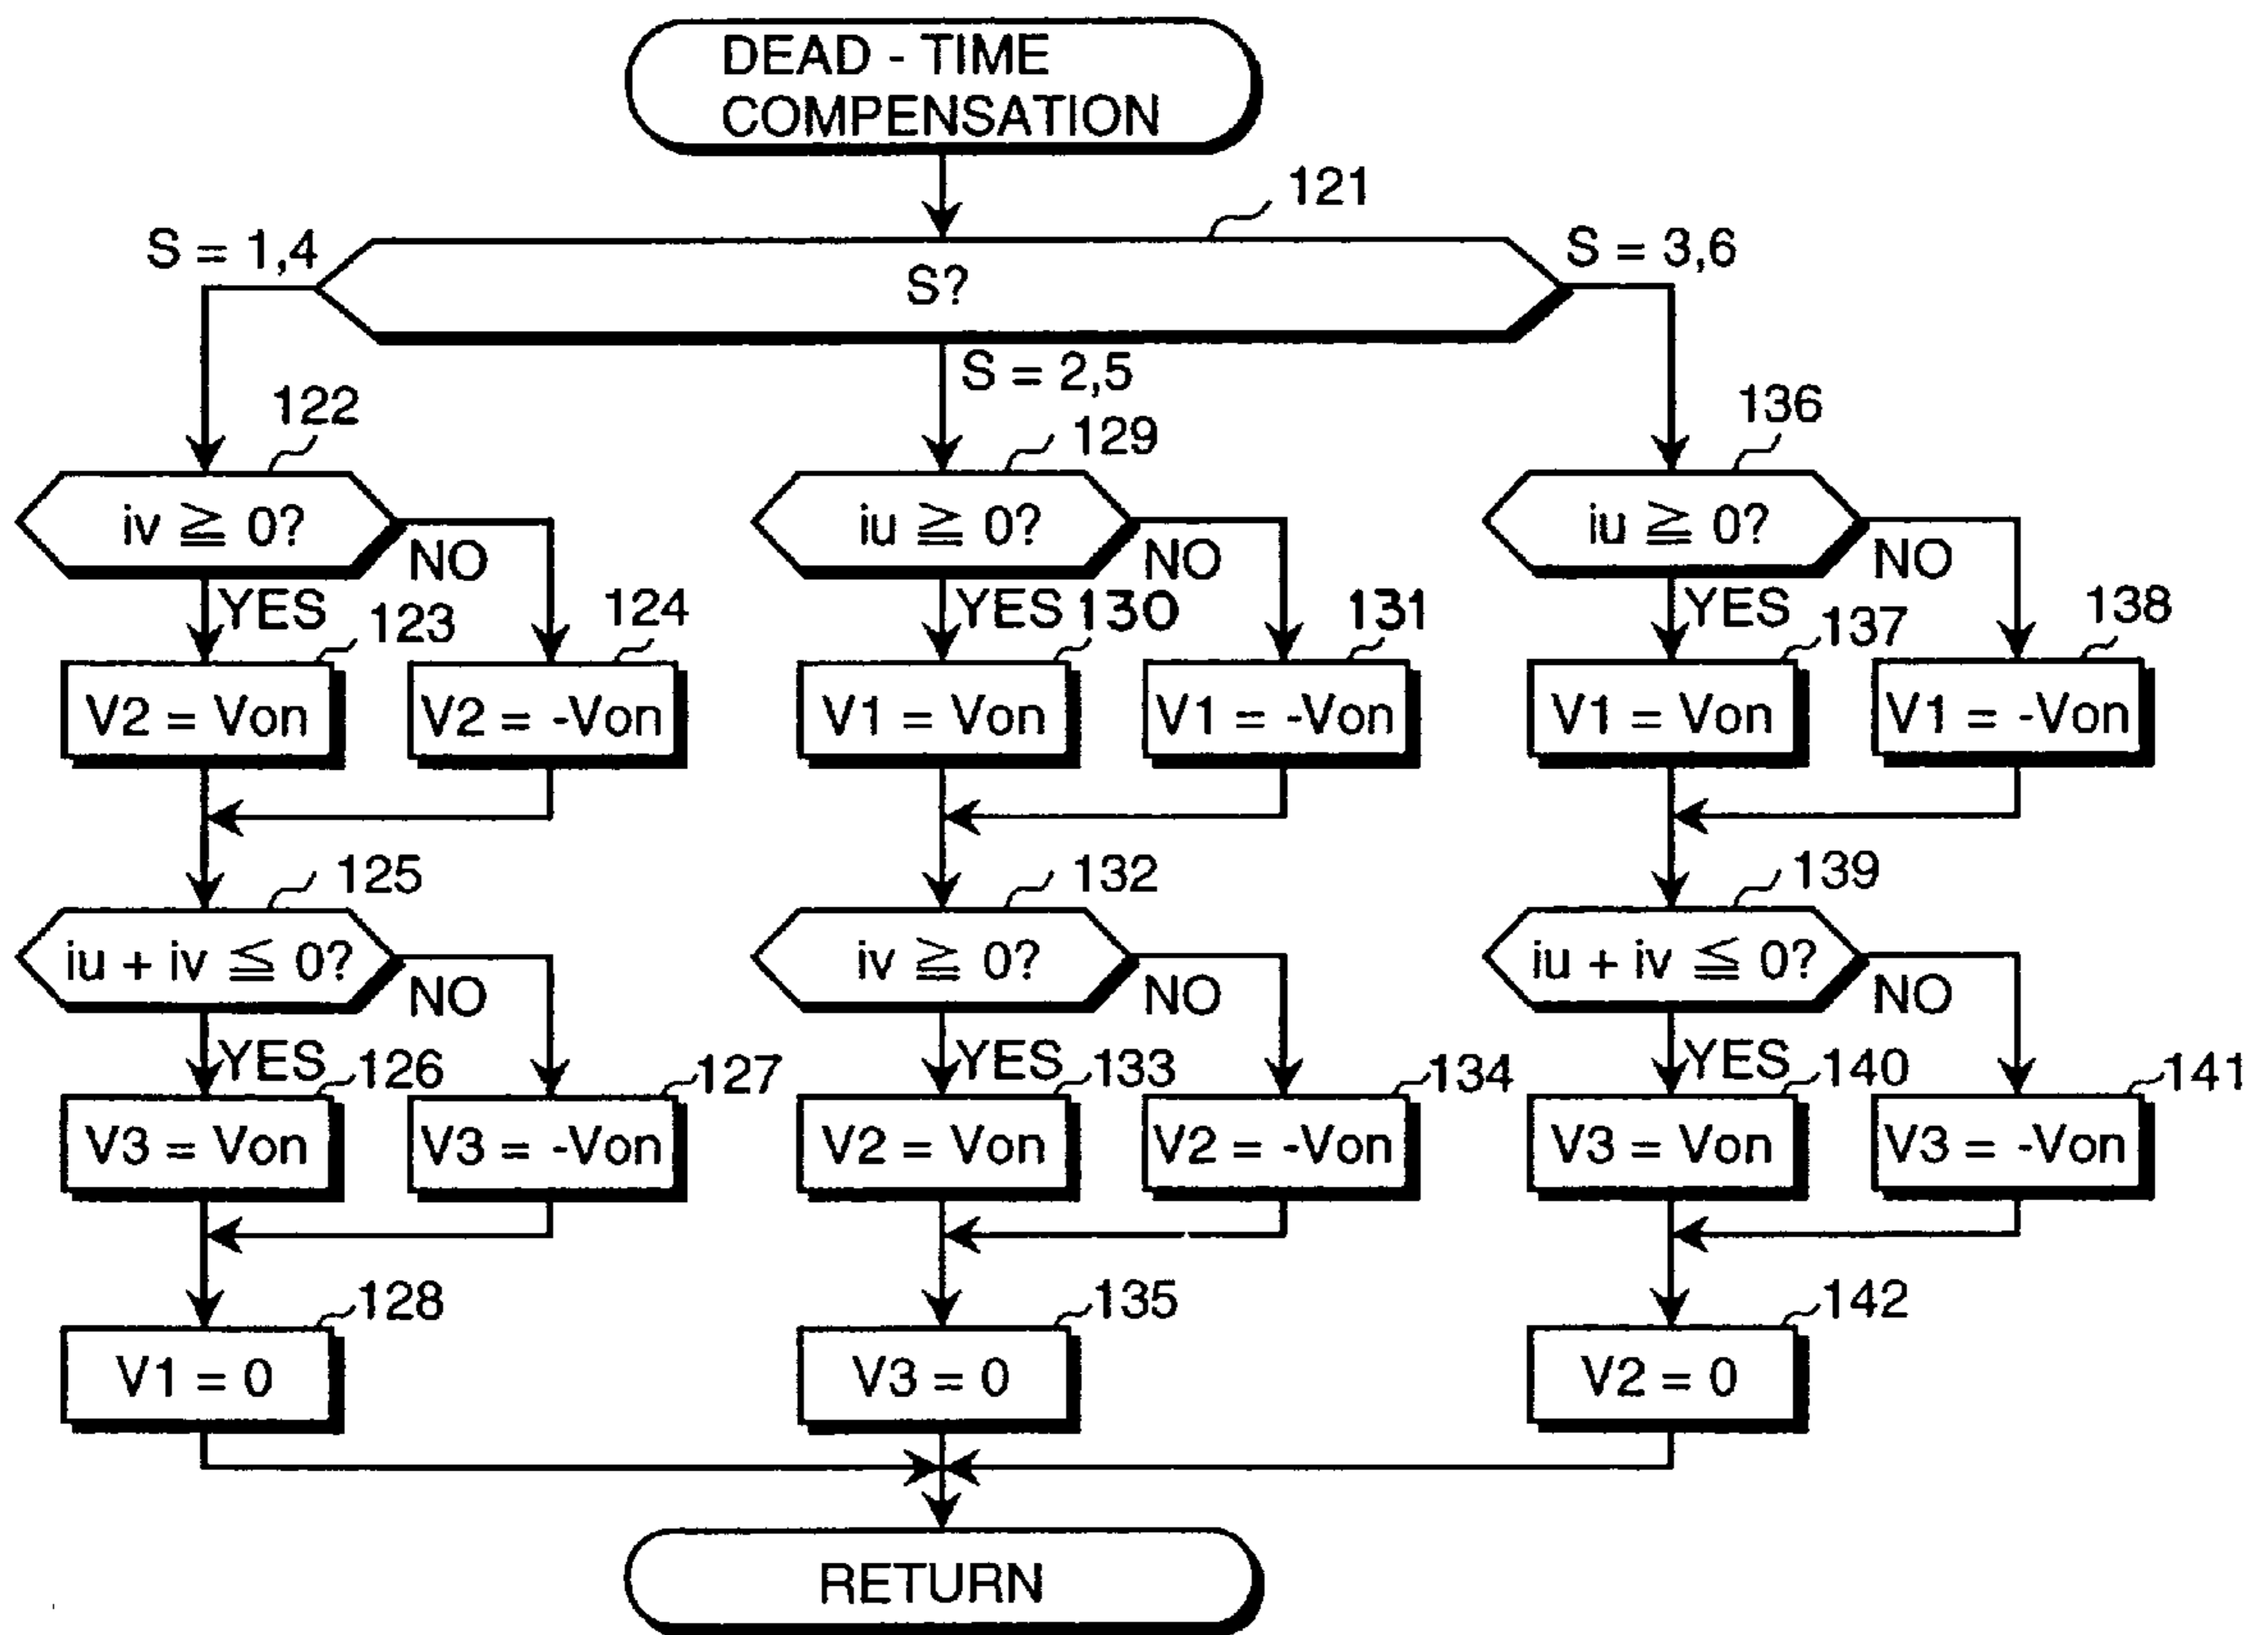 DEAD - TIME
COMPENSATION
121
S = 1,4
S?
S = 3,6
S = 2,5
122
129
136
iv ≧ 0?
NO
iu ≧ 0?
NO
iu ≧ 0?
NO
YES
123
124
YES
130
131
YES
137
138
V2 = Von
V2 = -Von
V1 = Von
V1 = -Von
V1 = Von
V1 = -Von
125
132
139
iu + iv ≦ 0?
NO
iv ≧ 0?
NO
iu + iv ≦ 0?
NO
YES
126
127
YES
133
134
YES
140
141
V3 = Von
V3 = -Von
V2 = Von
V2 = -Von
V3 = Von
V3 = -Von
128
135
142
V1 = 0
V3 = 0
V2 = 0
RETURN